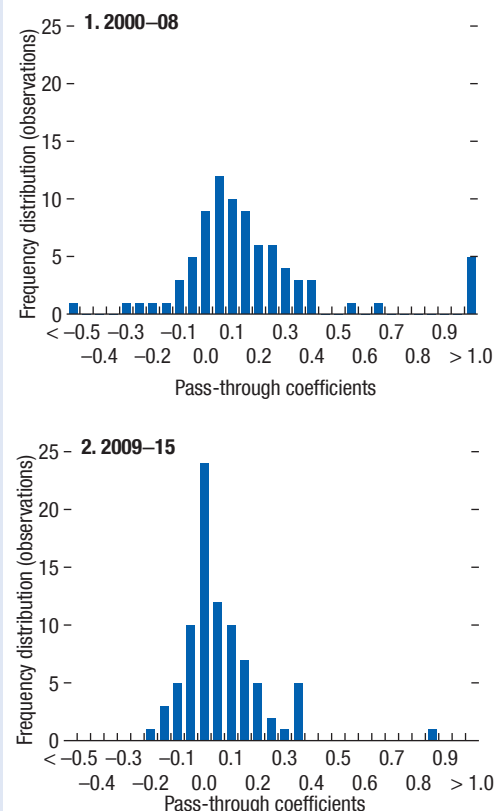 1. 2000–08
Frequency distribution (observations)
25
20
15
10
5
0
< –0.5 –0.3 –0.1 0.1 0.3 0.5 0.7 0.9
–0.4 –0.2 0.0 0.2 0.4 0.6 0.8 > 1.0
Pass-through coefficients
2. 2009–15
Frequency distribution (observations)
25
20
15
10
5
0
< –0.5 –0.3 –0.1 0.1 0.3 0.5 0.7 0.9
–0.4 –0.2 0.0 0.2 0.4 0.6 0.8 > 1.0
Pass-through coefficients